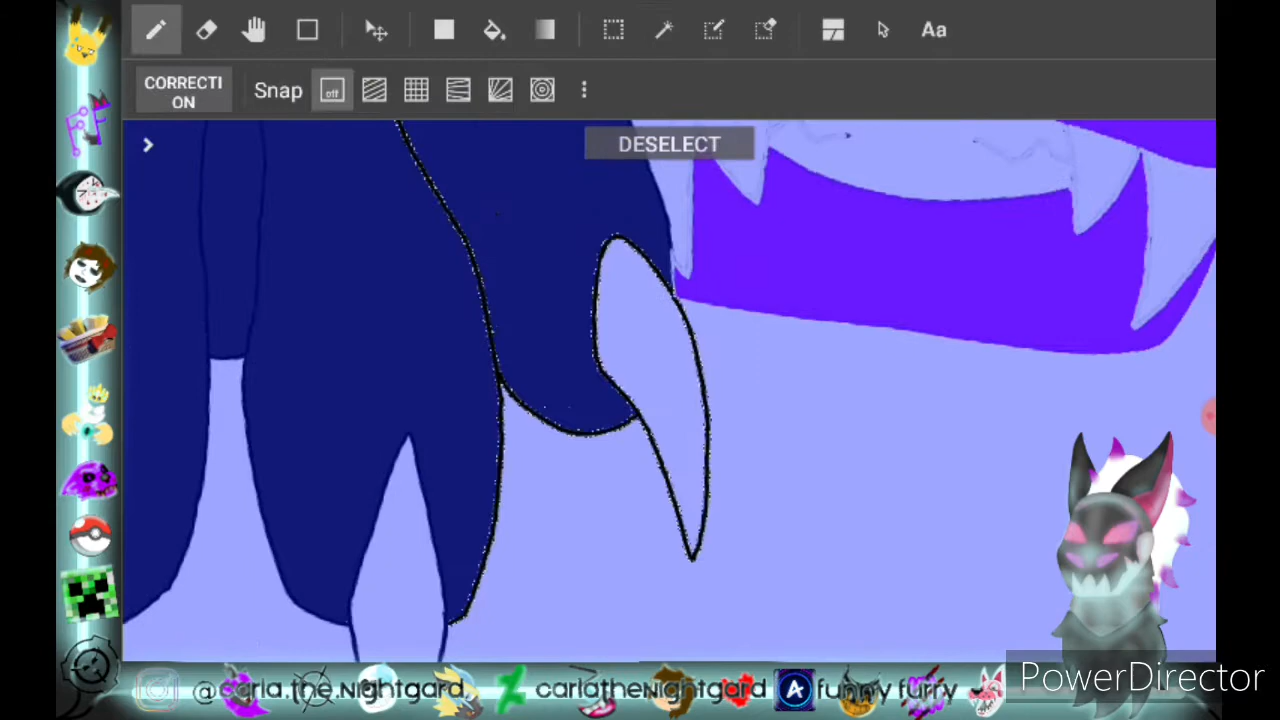 Aa
CORRECTI
ON
Snap
off
DESELECT
@carla.the.nightgard
carlatheNightgard
A
funny furry
PowerDirector